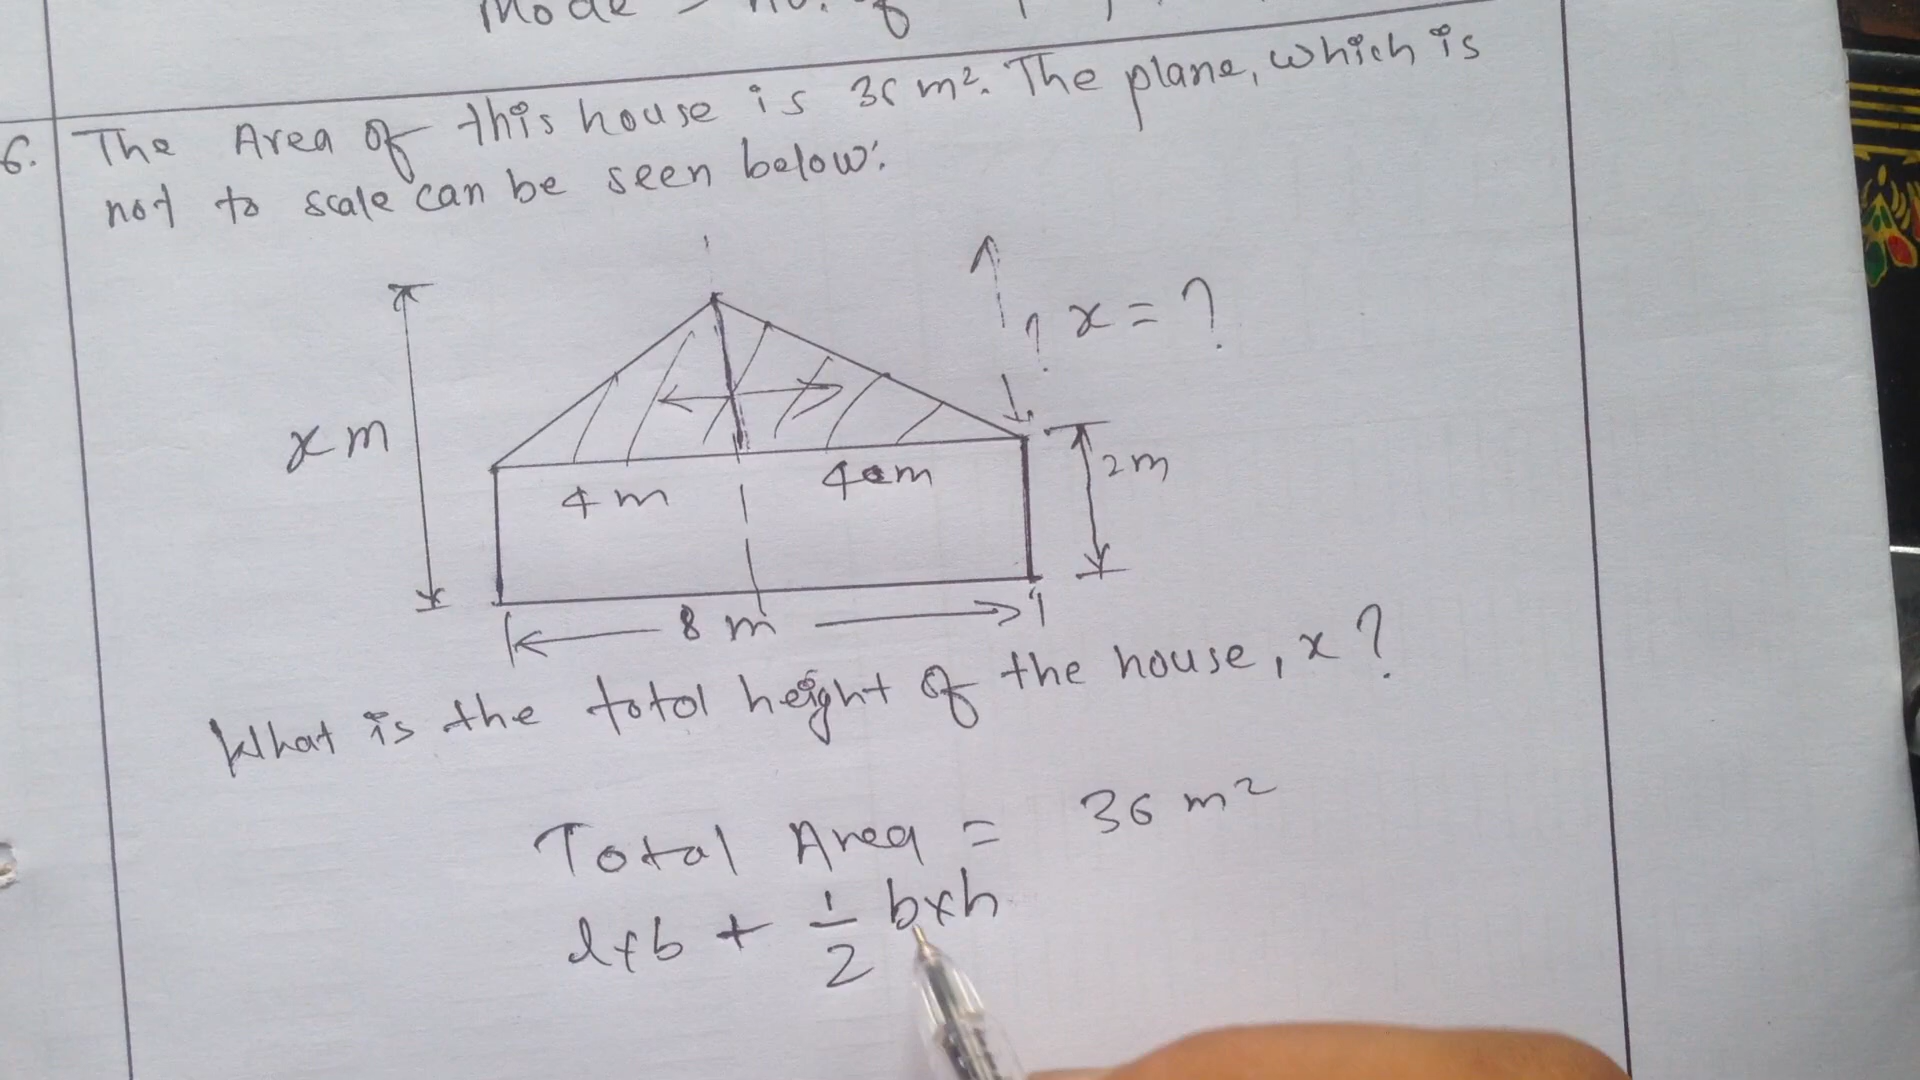 Mode
6. The Area of this house is 36 m². The plane, which is
not to scale can be seen below:
x = ?
?
x m
2m
4 m
4 m
8 m
What is the total height of the house, x ?
Total Area = 36 m²
l×b + 1/2 b×h